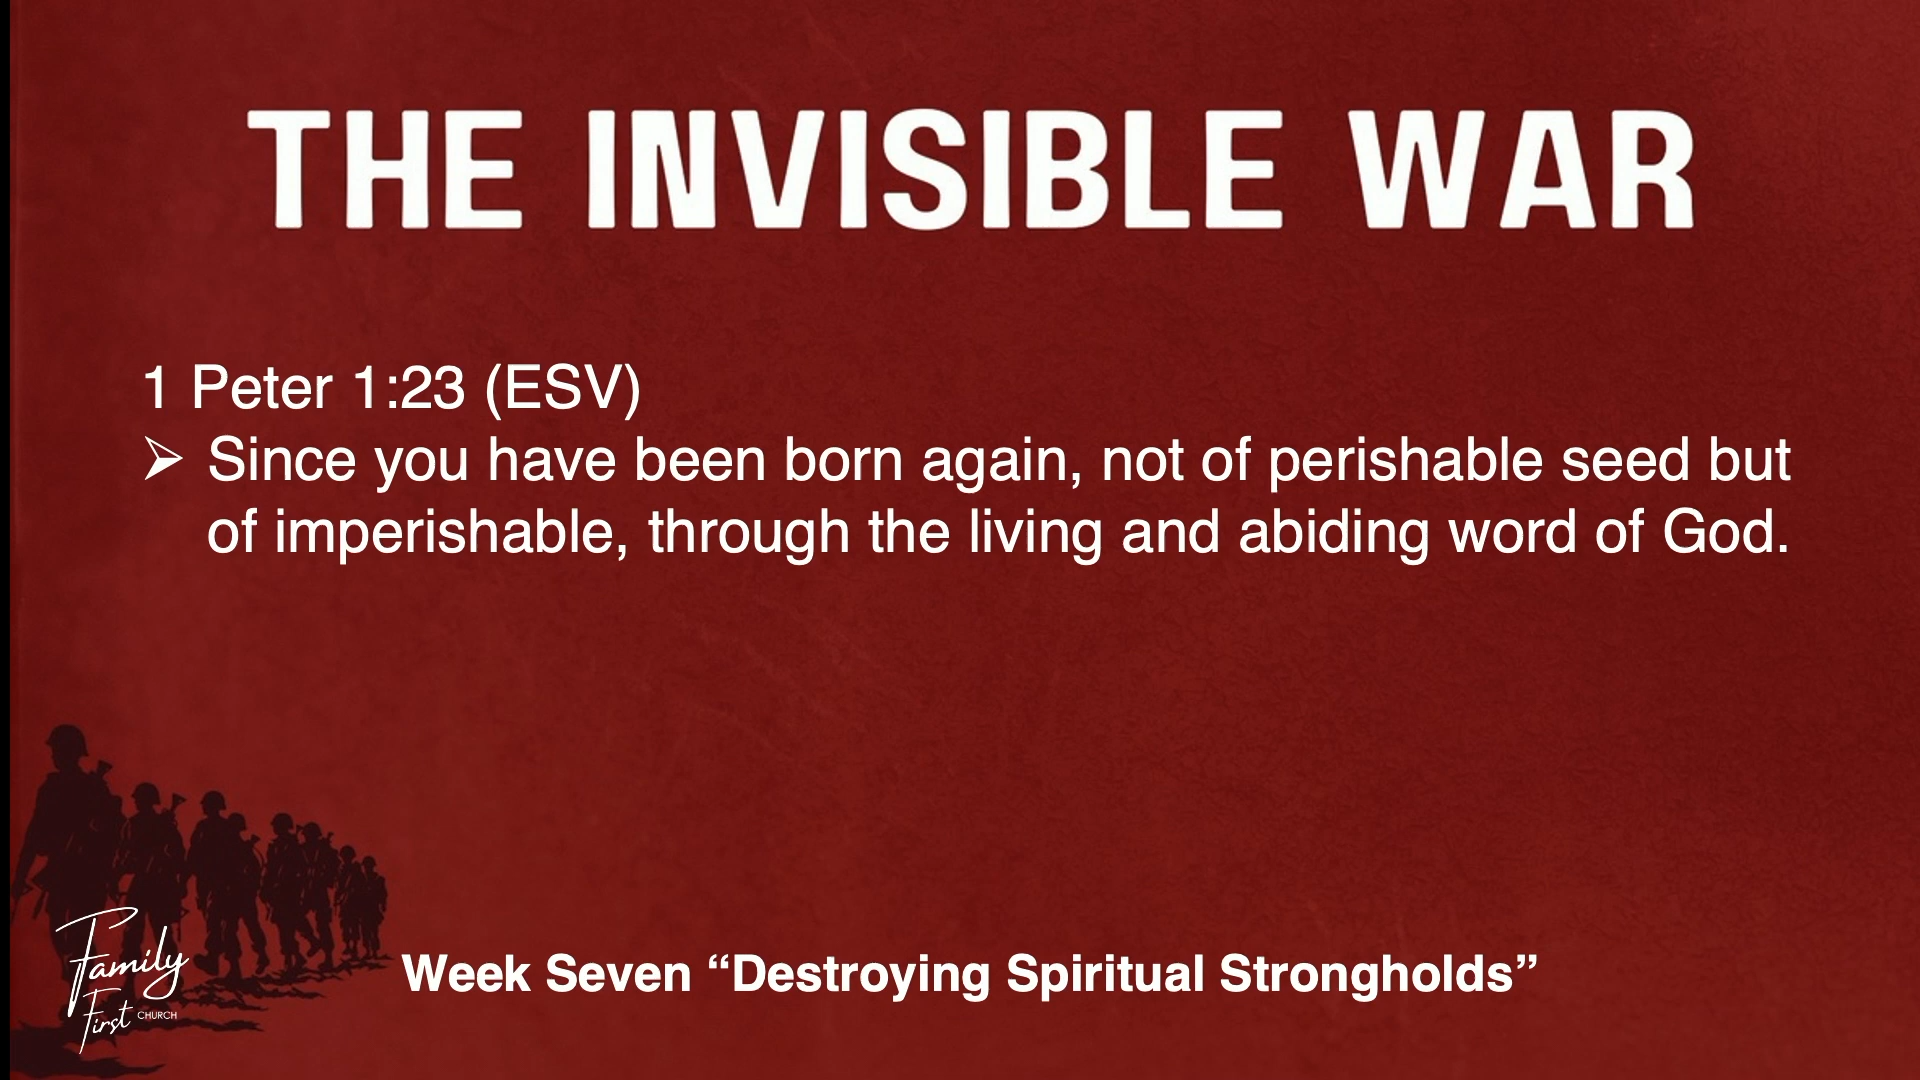 THE INVISIBLE WAR
1 Peter 1:23 (ESV)
➢ Since you have been born again, not of perishable seed but
of imperishable, through the living and abiding word of God.
Family
First CHURCH
Week Seven “Destroying Spiritual Strongholds”